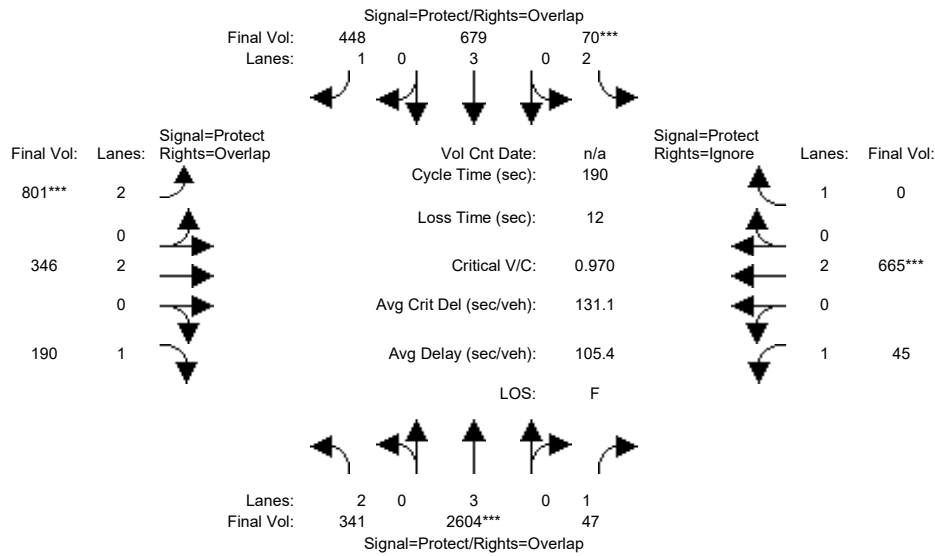 Signal=Protect/Rights=Overlap
Final Vol: 448 679 70***
Lanes: 1 0 3 0 2
Signal=Protect
Final Vol: Lanes: Rights=Overlap
Vol Cnt Date: n/a
Signal=Protect
Rights=Ignore Lanes: Final Vol:
Cycle Time (sec): 190
801*** 2
1 0
Loss Time (sec): 12
0
0
346 2
Critical V/C: 0.970
2 665***
0
Avg Crit Del (sec/veh): 131.1
0
190 1
Avg Delay (sec/veh): 105.4
1 45
LOS: F
Lanes: 2 0 3 0 1
Final Vol: 341 2604*** 47
Signal=Protect/Rights=Overlap